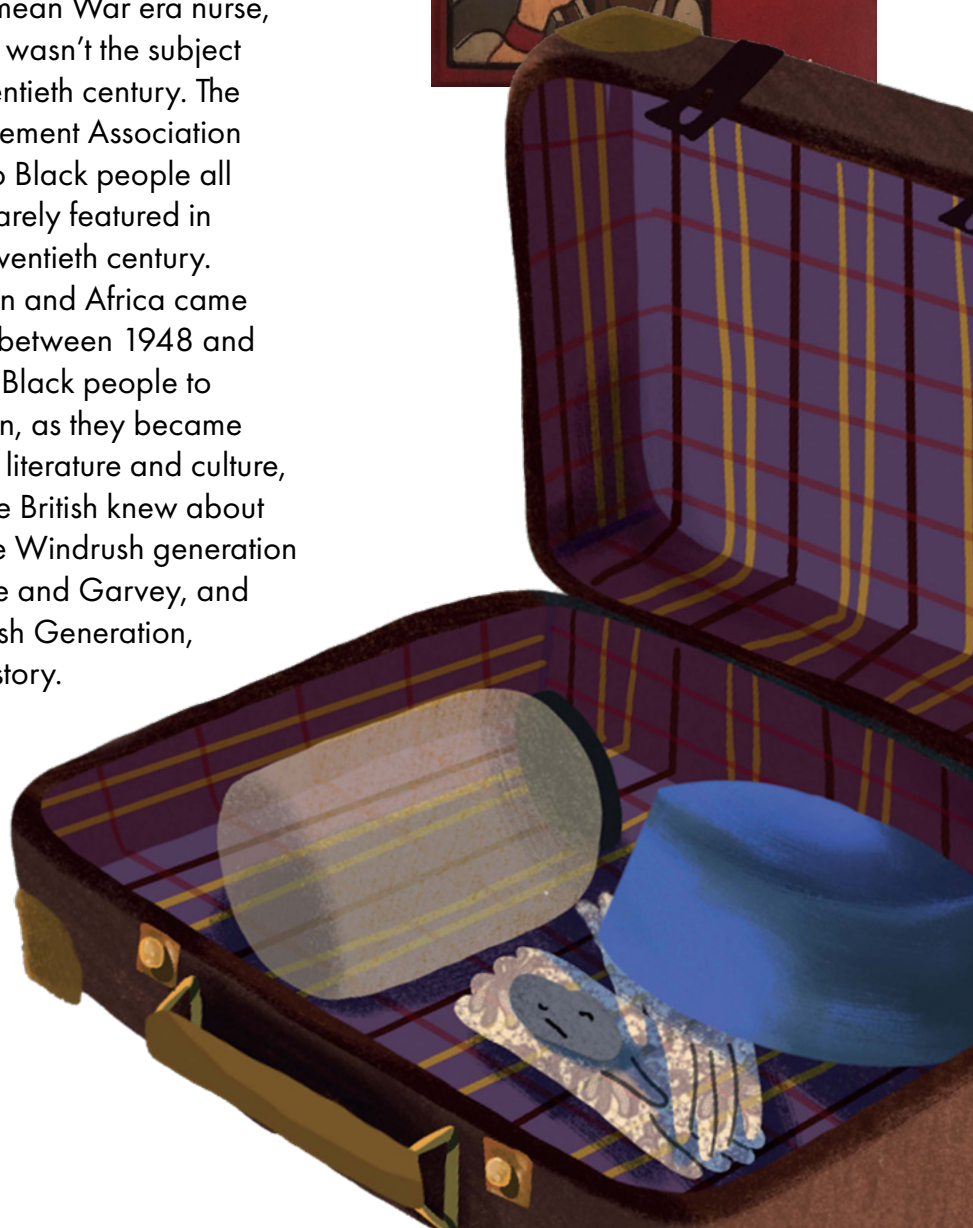 mean War era nurse,
wasn’t the subject
entieth century. The
ement Association
o Black people all
arely featured in
wentieth century.
n and Africa came
between 1948 and
Black people to
n, as they became
literature and culture,
e British knew about
e Windrush generation
e and Garvey, and
sh Generation,
story.